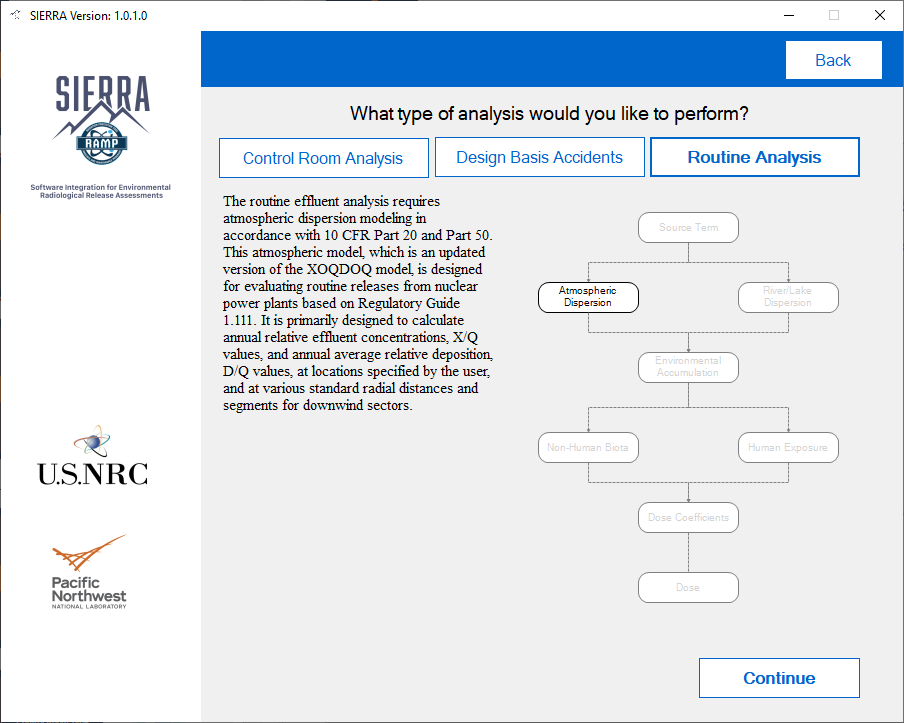 SIERRA Version: 1.0.1.0
Back
SIERRA
RAMP
Software Integration for Environmental
Radiological Release Assessments
What type of analysis would you like to perform?
Control Room Analysis
Design Basis Accidents
Routine Analysis
The routine effluent analysis requires
atmospheric dispersion modeling in
accordance with 10 CFR Part 20 and Part 50.
This atmospheric model, which is an updated
version of the XOQDOQ model, is designed
for evaluating routine releases from nuclear
power plants based on Regulatory Guide
1.111. It is primarily designed to calculate
annual relative effluent concentrations, X/Q
values, and annual average relative deposition,
D/Q values, at locations specified by the user,
and at various standard radial distances and
segments for downwind sectors.
Source Term
Atmospheric
Dispersion
River/Lake
Dispersion
Environmental
Accumulation
Non-Human Biota
Human Exposure
Dose Coefficients
Dose
U.S.NRC
Pacific
Northwest
NATIONAL LABORATORY
Continue